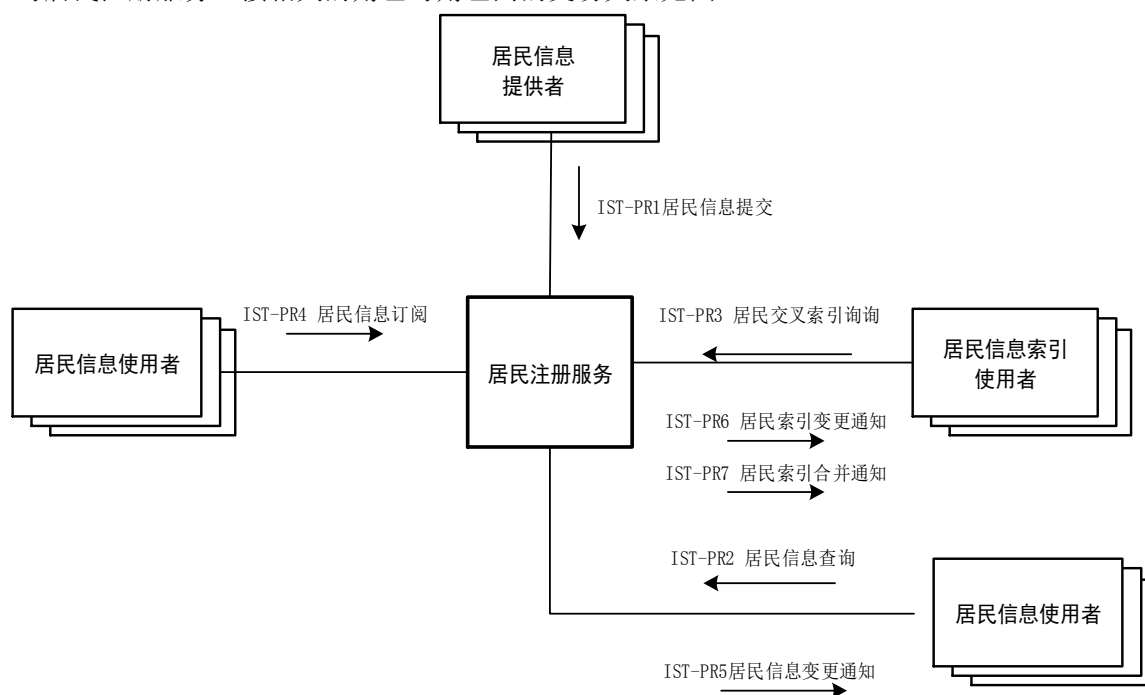 居民信息
提供者
IST-PR1居民信息提交
IST-PR4 居民信息订阅
IST-PR3 居民交叉索引询询
居民信息使用者
居民注册服务
居民信息索引
使用者
IST-PR6 居民索引变更通知
IST-PR7 居民索引合并通知
IST-PR2 居民信息查询
居民信息使用者
IST-PR5居民信息变更通知